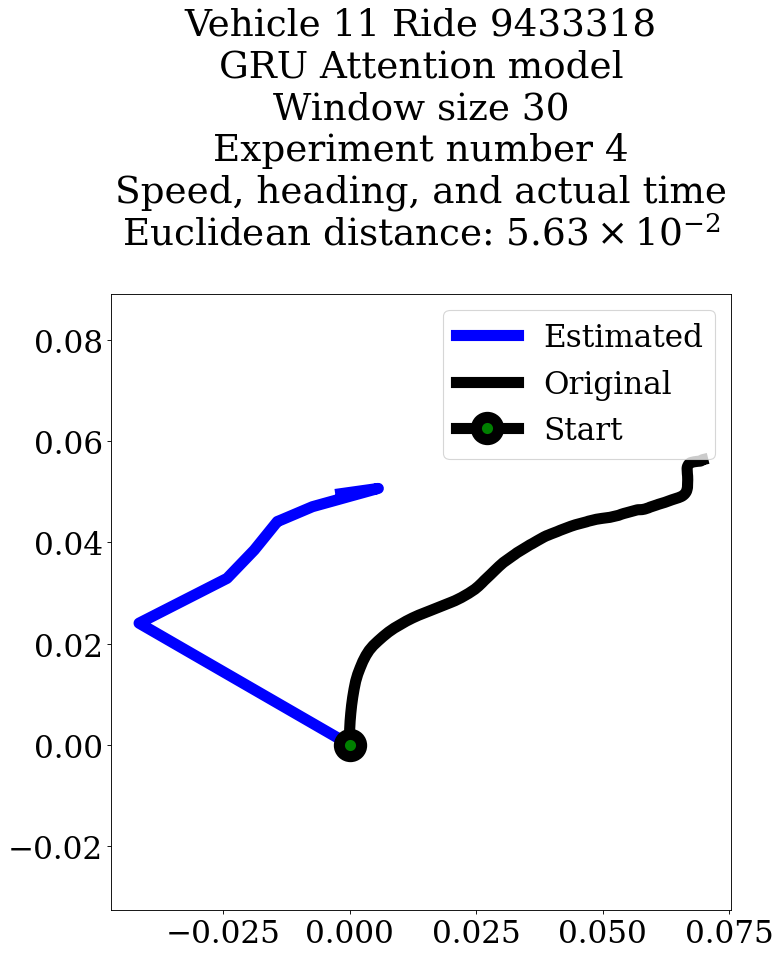 Vehicle 11 Ride 9433318
GRU Attention model
Window size 30
Experiment number 4
Speed, heading, and actual time
Euclidean distance: 5.63 × 10⁻²
Estimated
Original
Start
0.08
0.06
0.04
0.02
0.00
−0.02
−0.025 0.000 0.025 0.050 0.075